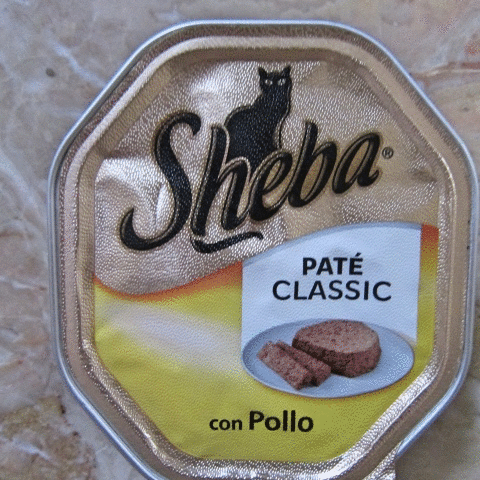 Sheba®
PATÉ
CLASSIC
con Pollo